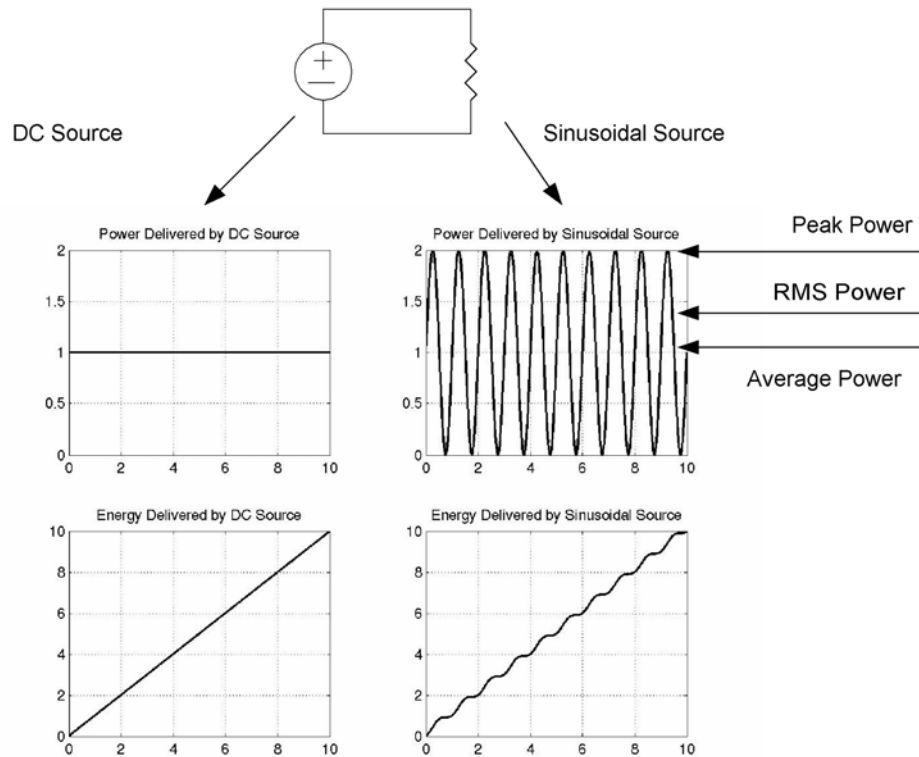 +
DC Source
Sinusoidal Source
Power Delivered by DC Source
2
1.5
1
0.5
0
0 2 4 6 8 10
Power Delivered by Sinusoidal Source
2
1.5
1
0.5
0
0 2 4 6 8 10
Peak Power
RMS Power
Average Power
Energy Delivered by DC Source
10
8
6
4
2
0
0 2 4 6 8 10
Energy Delivered by Sinusoidal Source
10
8
6
4
2
0
0 2 4 6 8 10